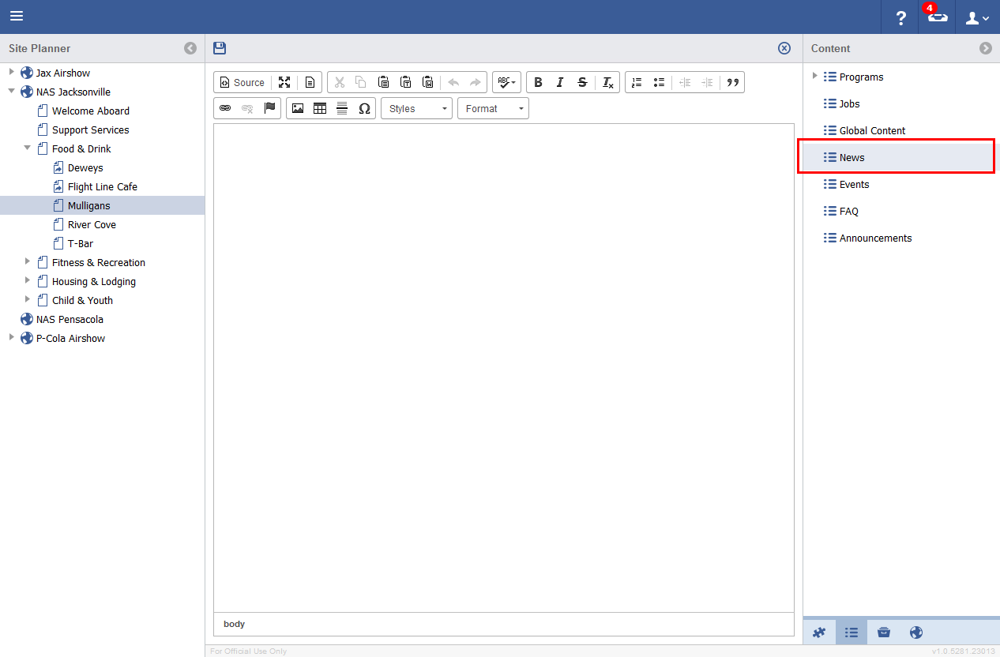 4
Site Planner
Jax Airshow
NAS Jacksonville
Welcome Aboard
Support Services
Food & Drink
Deweys
Flight Line Cafe
Mulligans
River Cove
T-Bar
Fitness & Recreation
Housing & Lodging
Child & Youth
NAS Pensacola
P-Cola Airshow
Source
ABC
B I S Tx
Ω Styles Format
body
Content
Programs
Jobs
Global Content
News
Events
FAQ
Announcements
For Official Use Only
v1.0.5281.23013